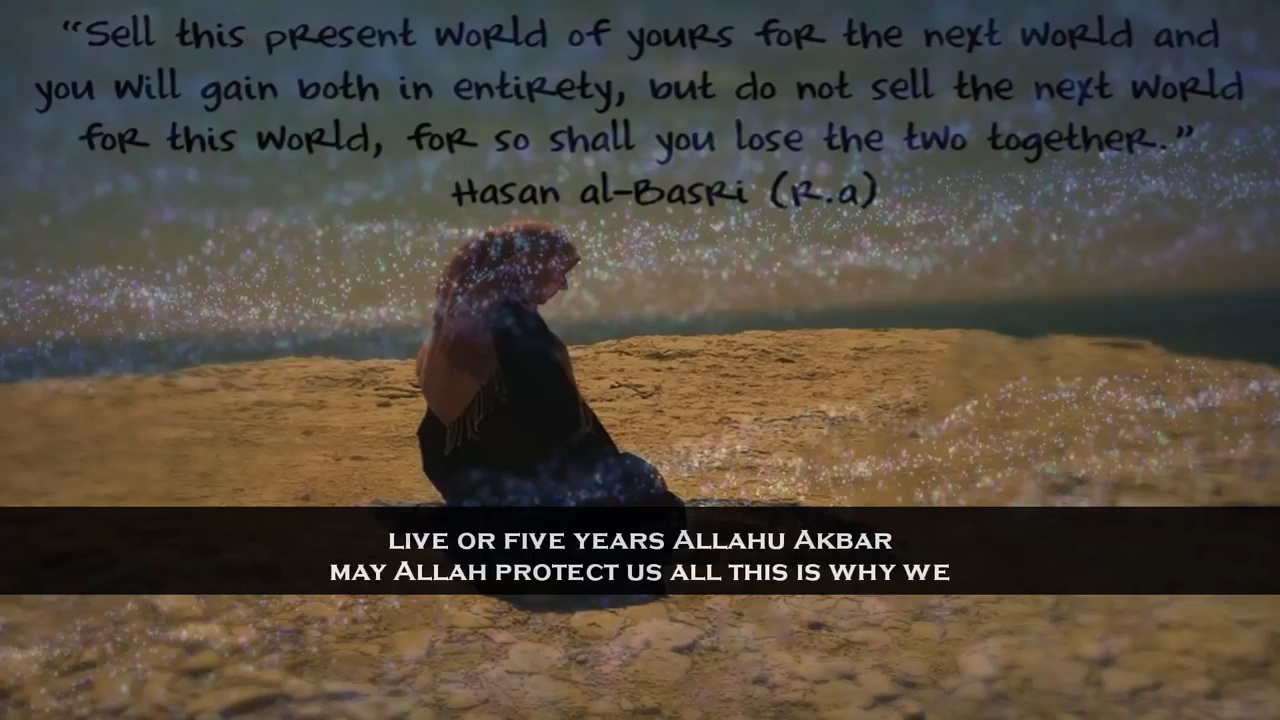 “Sell this present world of yours for the next world and
you will gain both in entirety, but do not sell the next world
for this world, for so shall you lose the two together.”
Hasan al-Basri (R.a)
LIVE OR FIVE YEARS ALLAHU AKBAR
MAY ALLAH PROTECT US ALL THIS IS WHY WE